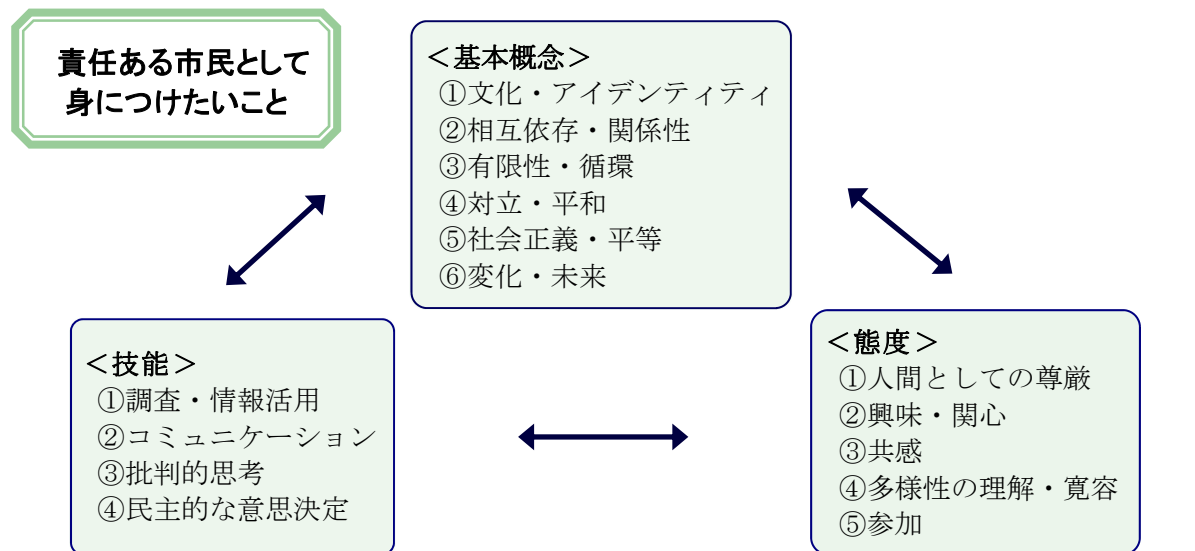 責任ある市民として
身につけたいこと
＜基本概念＞
①文化・アイデンティティ
②相互依存・関係性
③有限性・循環
④対立・平和
⑤社会正義・平等
⑥変化・未来
＜技能＞
①調査・情報活用
②コミュニケーション
③批判的思考
④民主的な意思決定
＜態度＞
①人間としての尊厳
②興味・関心
③共感
④多様性の理解・寛容
⑤参加